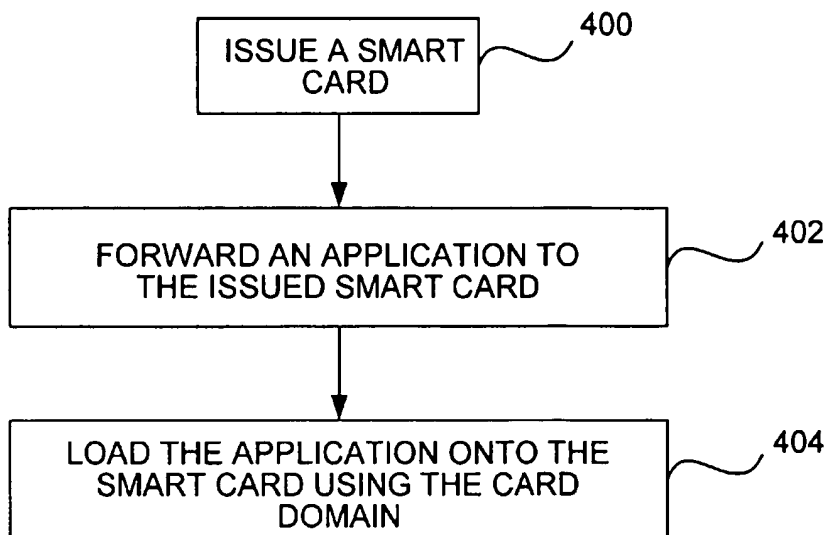 ISSUE A SMART
CARD
400
FORWARD AN APPLICATION TO
THE ISSUED SMART CARD
402
LOAD THE APPLICATION ONTO THE
SMART CARD USING THE CARD
DOMAIN
404